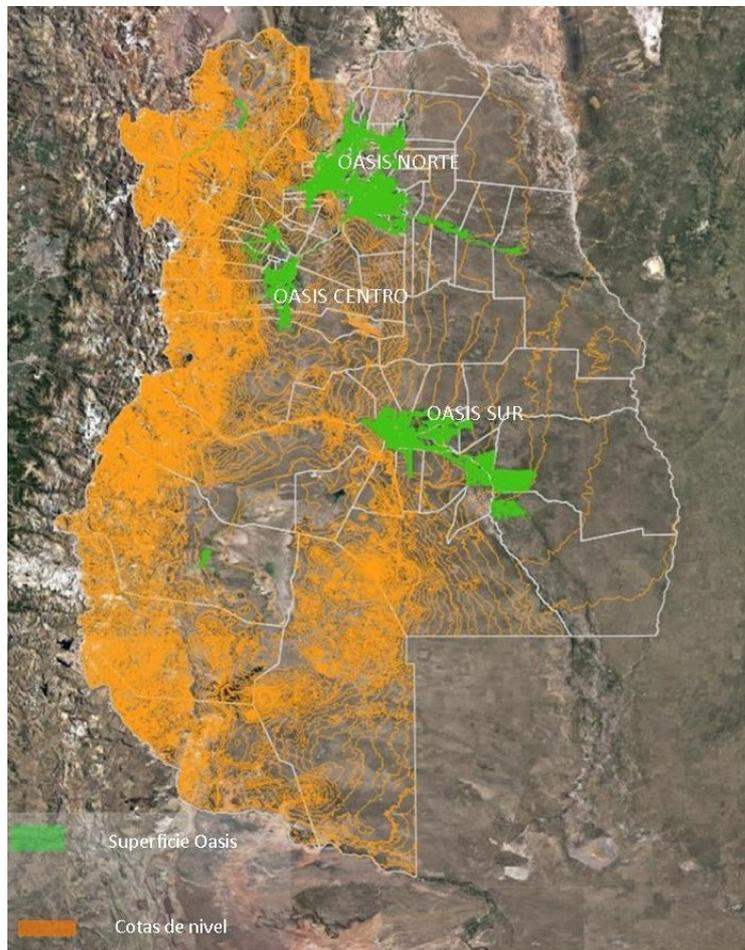 OASIS NORTE
OASIS CENTRO
OASIS SUR
Superficie Oasis
Cotas de nivel